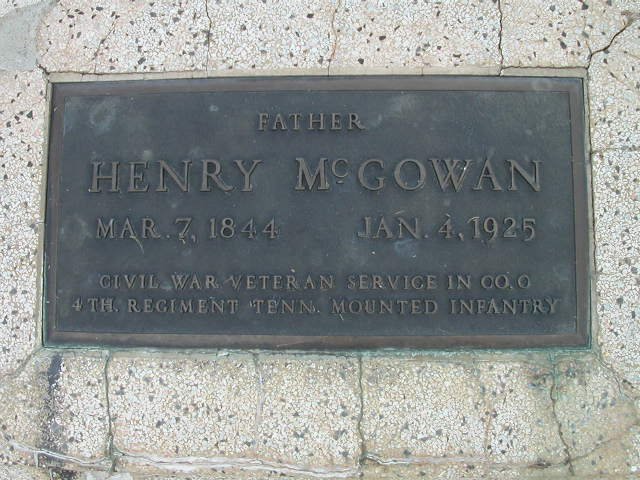 FATHER
HENRY McGOWAN
MAR. 7, 1844 JAN. 4, 1925
CIVIL WAR VETERAN SERVICE IN CO. O
4TH. REGIMENT TENN. MOUNTED INFANTRY